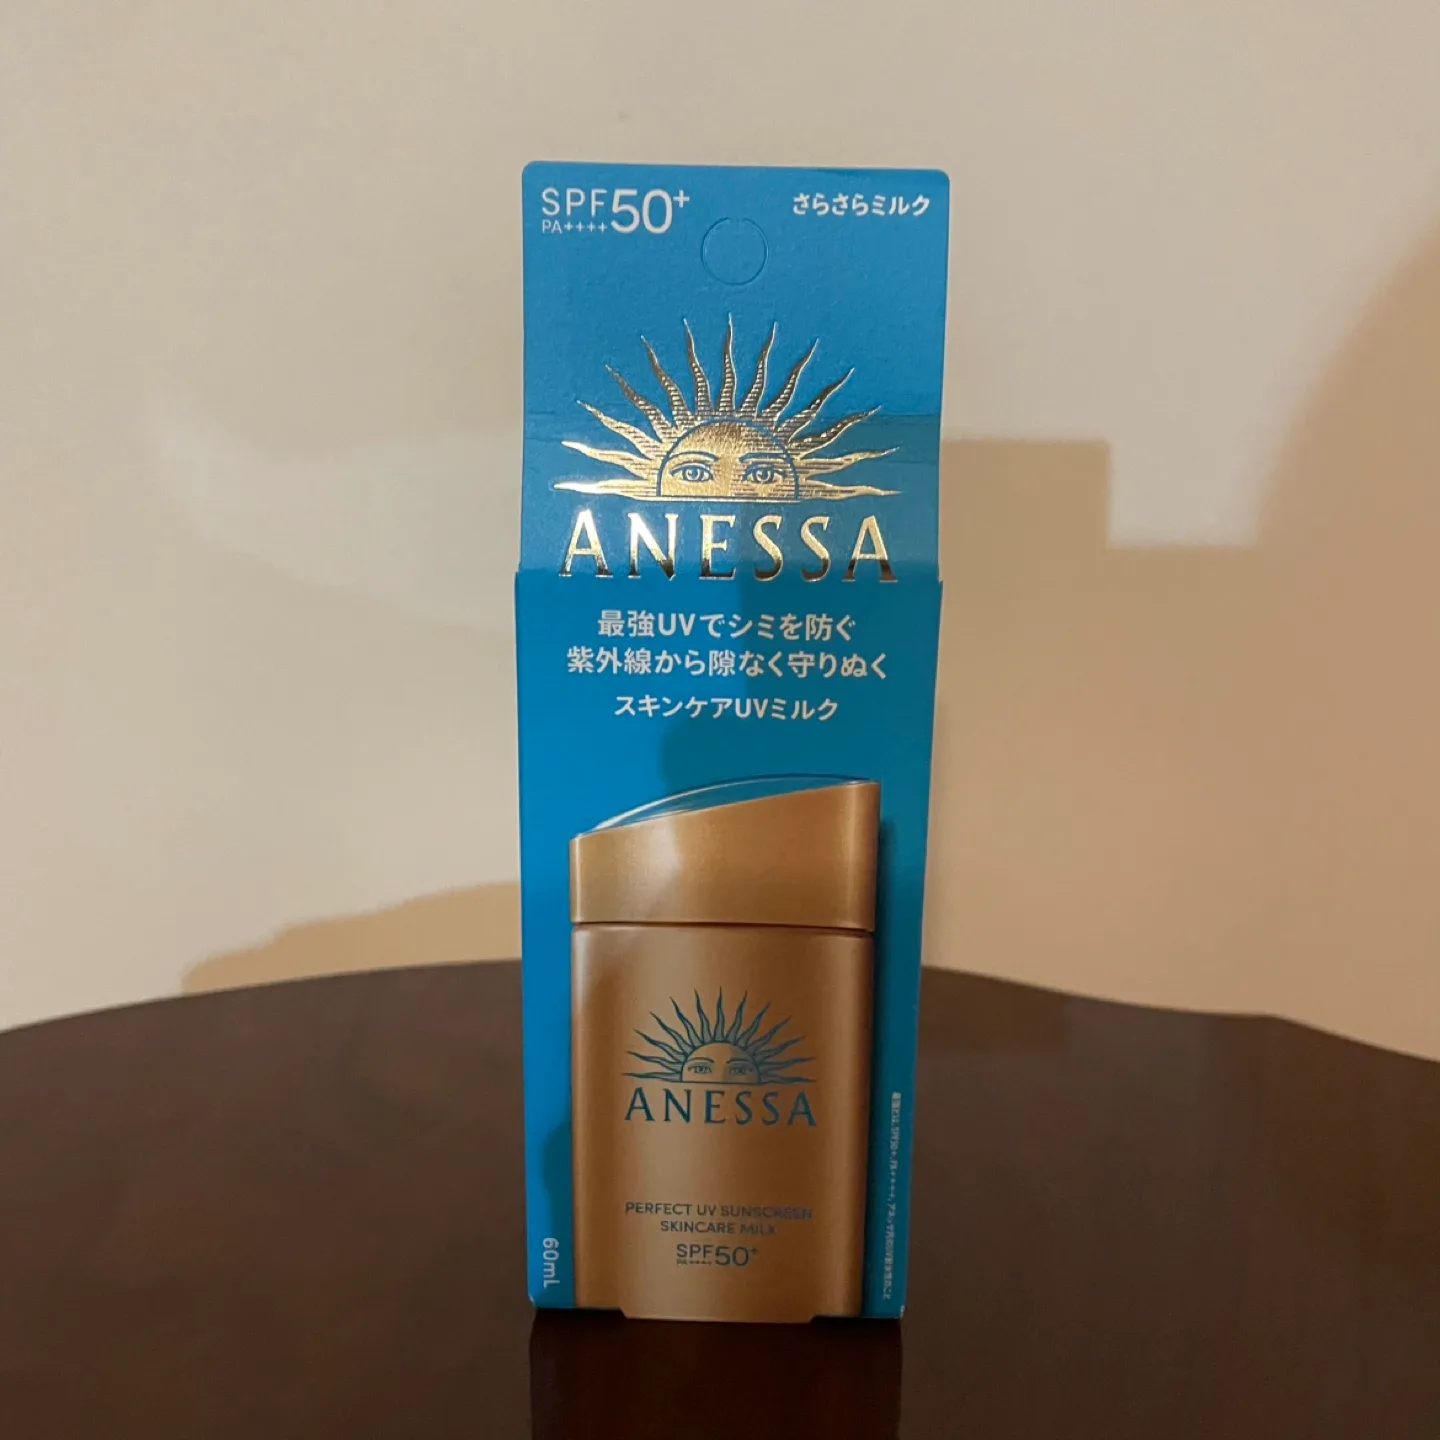 SPF50+
PA++++
さらさらミルク
ANESSA
最強UVでシミを防ぐ
紫外線から隙なく守りぬく
スキンケアUVミルク
ANESSA
PERFECT UV SUNSCREEN
SKINCARE MILK
SPF50+
PA++++
60mL